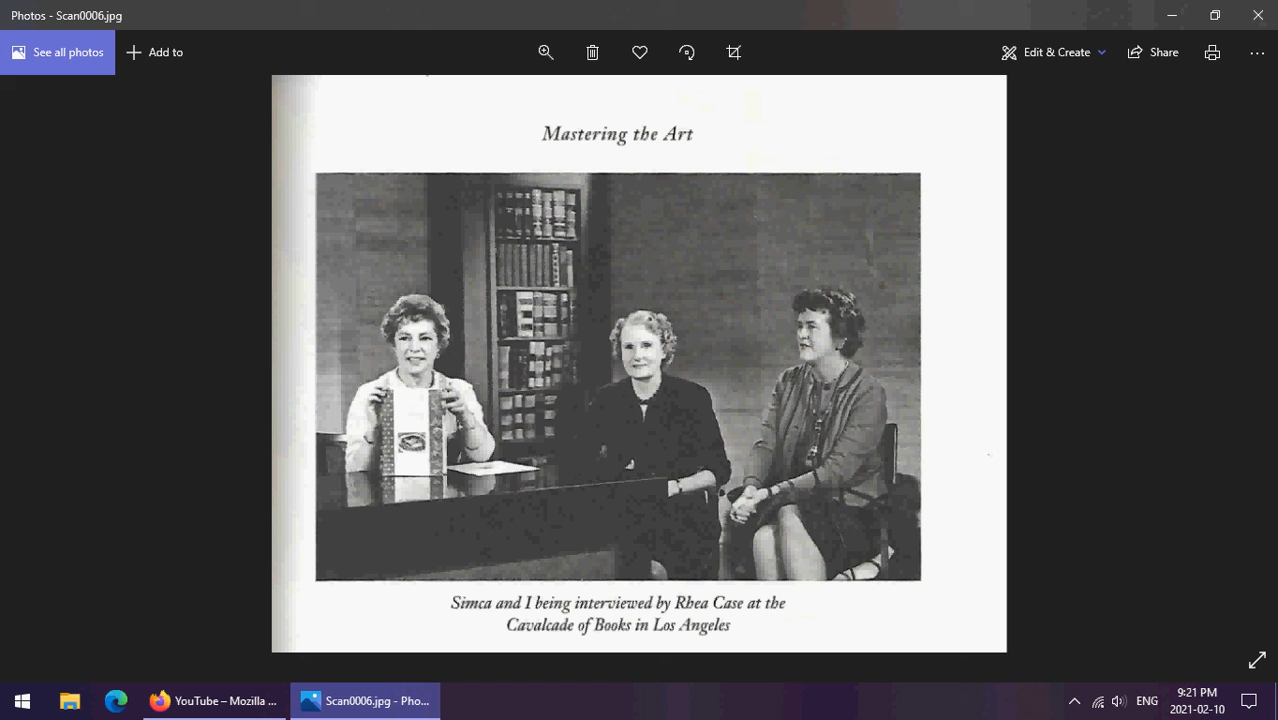 Photos - Scan0006.jpg
See all photos
Add to
Edit & Create
Share
Mastering the Art
Simca and I being interviewed by Rhea Case at the
Cavalcade of Books in Los Angeles
YouTube – Mozilla ...
Scan0006.jpg - Pho...
ENG
9:21 PM
2021-02-10